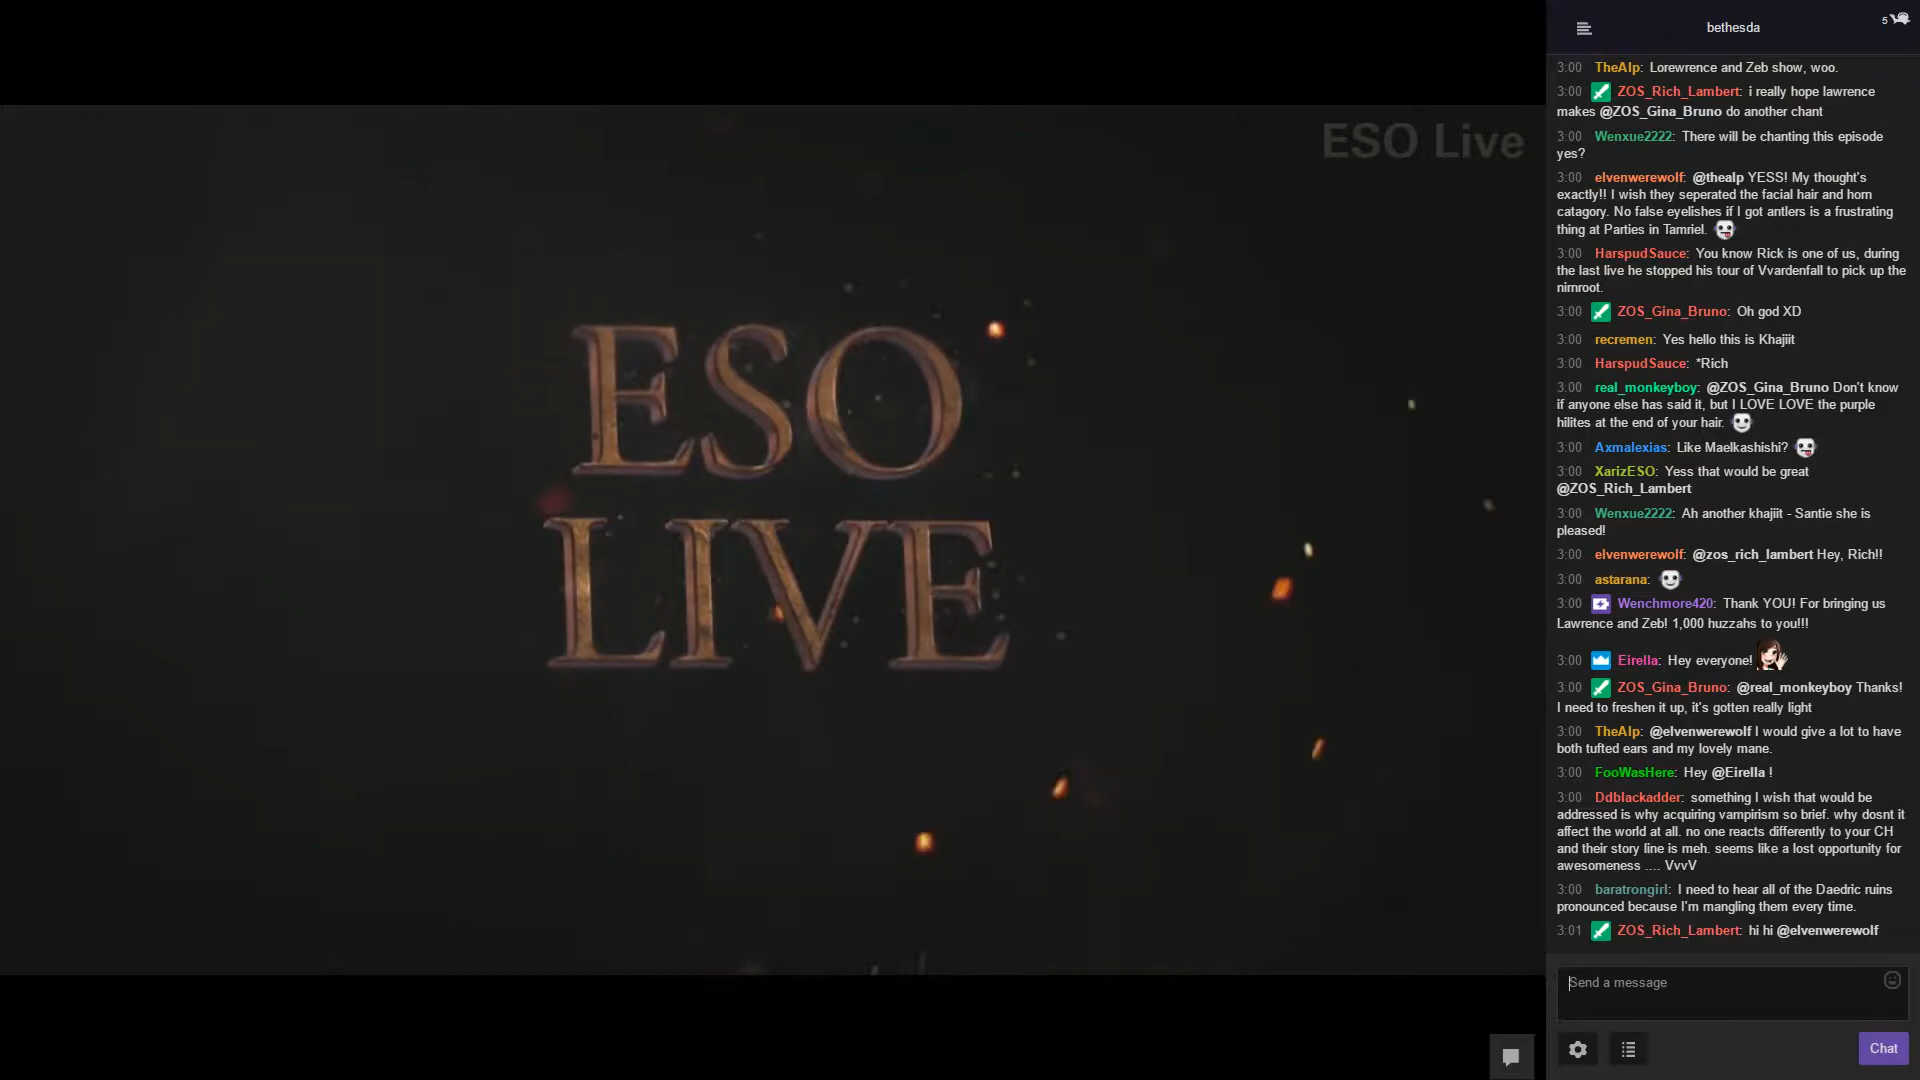 ESO Live
ESO
LIVE
bethesda
5
3:00 TheAlp: Lorewrence and Zeb show, woo.
3:00 ZOS_Rich_Lambert: i really hope lawrence
makes @ZOS_Gina_Bruno do another chant
3:00 Wenxue2222: There will be chanting this episode
yes?
3:00 elvenwerewolf: @thealp YESS! My thought's
exactly!! I wish they seperated the facial hair and horn
catagory. No false eyelishes if I got antlers is a frustrating
thing at Parties in Tamriel.
3:00 HarspudSauce: You know Rick is one of us, during
the last live he stopped his tour of Vvardenfall to pick up the
nirnroot.
3:00 ZOS_Gina_Bruno: Oh god XD
3:00 recremen: Yes hello this is Khajiit
3:00 HarspudSauce: *Rich
3:00 real_monkeyboy: @ZOS_Gina_Bruno Don't know
if anyone else has said it, but I LOVE LOVE the purple
hilites at the end of your hair.
3:00 Axmalexias: Like Maelkashishi?
3:00 XarizESO: Yess that would be great
@ZOS_Rich_Lambert
3:00 Wenxue2222: Ah another khajiit - Santie she is
pleased!
3:00 elvenwerewolf: @zos_rich_lambert Hey, Rich!!
3:00 astarana:
3:00 Wenchmore420: Thank YOU! For bringing us
Lawrence and Zeb! 1,000 huzzahs to you!!!
3:00 Eirella: Hey everyone!
3:00 ZOS_Gina_Bruno: @real_monkeyboy Thanks!
I need to freshen it up, it's gotten really light
3:00 TheAlp: @elvenwerewolf I would give a lot to have
both tufted ears and my lovely mane.
3:00 FooWasHere: Hey @Eirella !
3:00 Ddblackadder: something I wish that would be
addressed is why acquiring vampirism so brief. why dosnt it
affect the world at all. no one reacts differently to your CH
and their story line is meh. seems like a lost opportunity for
awesomeness .... VvvV
3:00 baratrongirl: I need to hear all of the Daedric ruins
pronounced because I'm mangling them every time.
3:01 ZOS_Rich_Lambert: hi hi @elvenwerewolf
Send a message
Chat